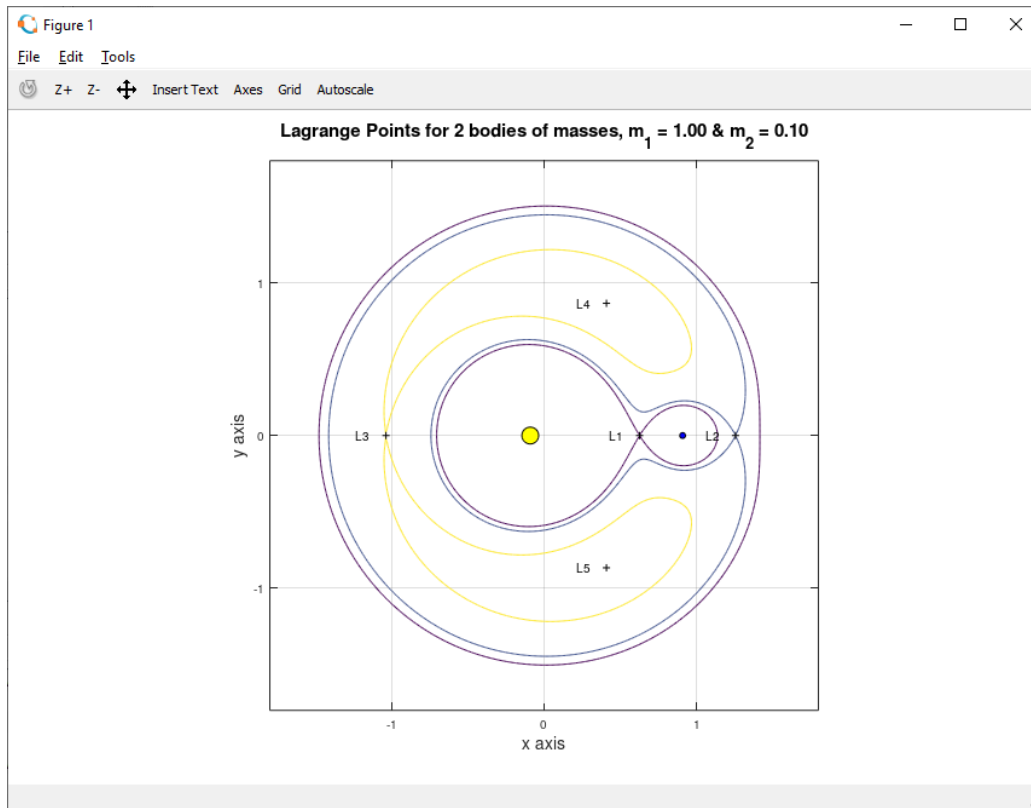 Figure 1
File Edit Tools
Z+ Z- Insert Text Axes Grid Autoscale
Lagrange Points for 2 bodies of masses, m1 = 1.00 & m2 = 0.10
1
L4
y axis
0
L3
L1
L2
L5
-1
-1 0 1
x axis